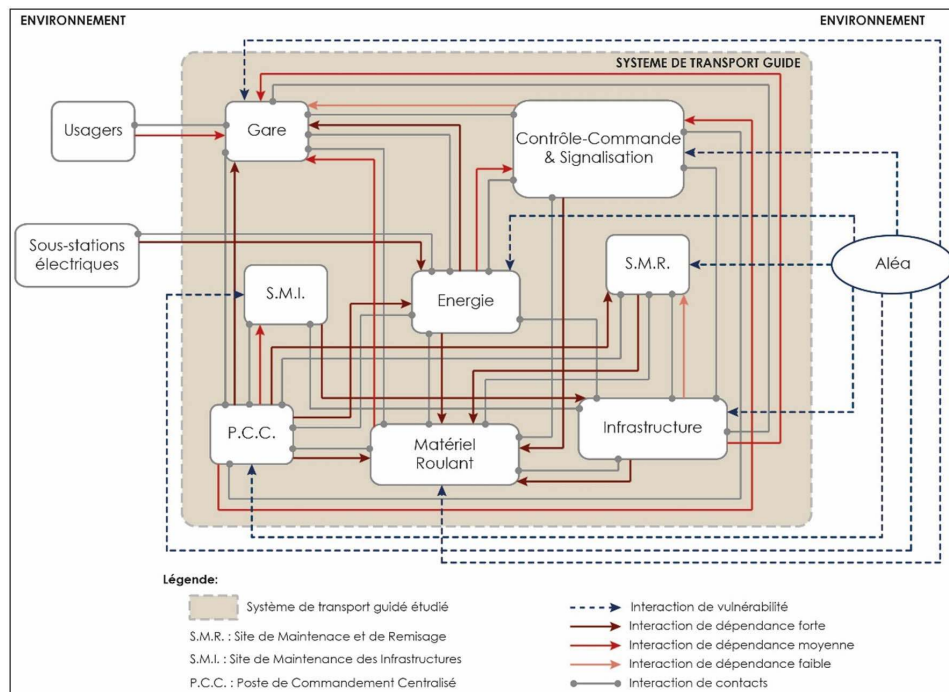 ENVIRONNEMENT
ENVIRONNEMENT
SYSTEME DE TRANSPORT GUIDE
Usagers
Gare
Contrôle-Commande
& Signalisation
Sous-stations
électriques
S.M.I.
Energie
S.M.R.
Aléa
P.C.C.
Matériel
Roulant
Infrastructure
Légende:
Système de transport guidé étudié
S.M.R. : Site de Maintenace et de Remisage
S.M.I. : Site de Maintenance des Infrastructures
P.C.C. : Poste de Commandement Centralisé
Interaction de vulnérabilité
Interaction de dépendance forte
Interaction de dépendance moyenne
Interaction de dépendance faible
Interaction de contacts